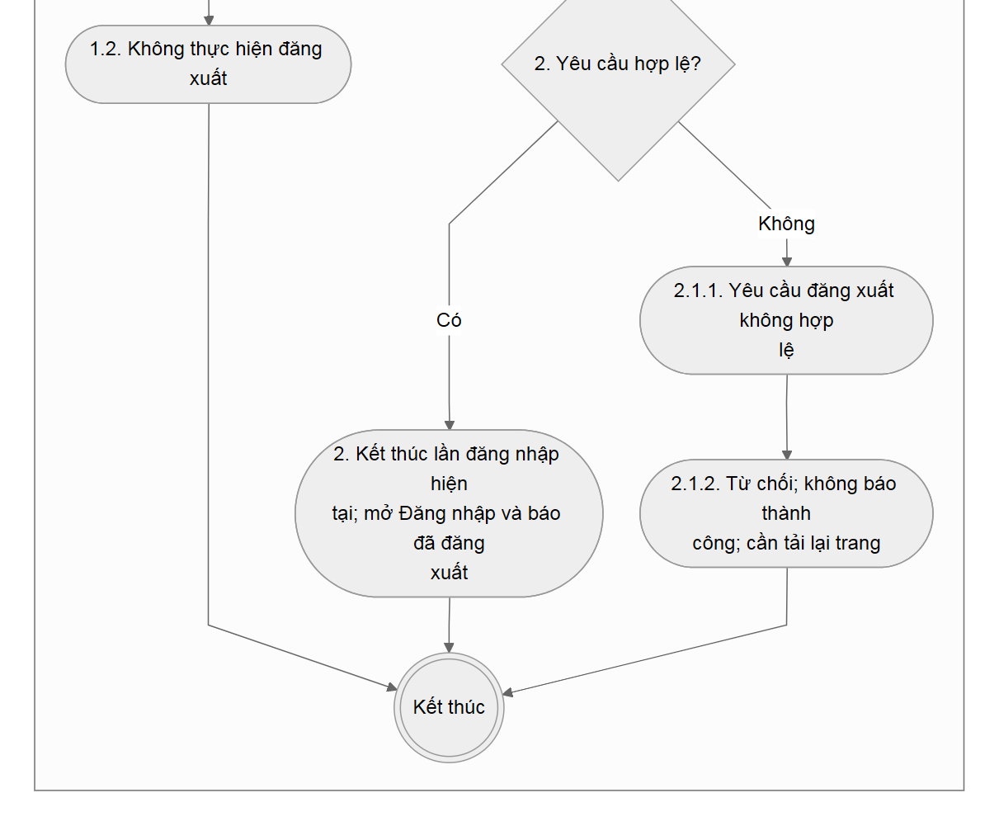 1.2. Không thực hiện đăng
xuất
2. Yêu cầu hợp lệ?
Không
2.1.1. Yêu cầu đăng xuất
không hợp
lệ
Có
2. Kết thúc lần đăng nhập
hiện
tại; mở Đăng nhập và báo
đã đăng
xuất
2.1.2. Từ chối; không báo
thành
công; cần tải lại trang
Kết thúc